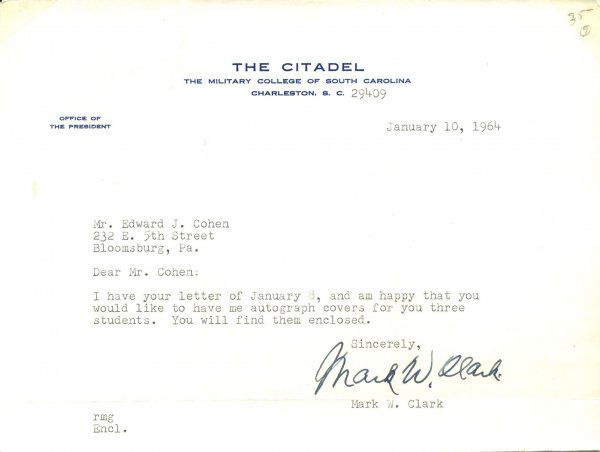 35
THE CITADEL
THE MILITARY COLLEGE OF SOUTH CAROLINA
CHARLESTON, S. C. 29409
OFFICE OF
THE PRESIDENT
January 10, 1964
Mr. Edward J. Cohen
232 E. 5th Street
Bloomsburg, Pa.
Dear Mr. Cohen:
I have your letter of January 8, and am happy that you
would like to have me autograph covers for you three
students. You will find them enclosed.
Sincerely,
Mark W. Clark.
Mark W. Clark
rmg
Encl.